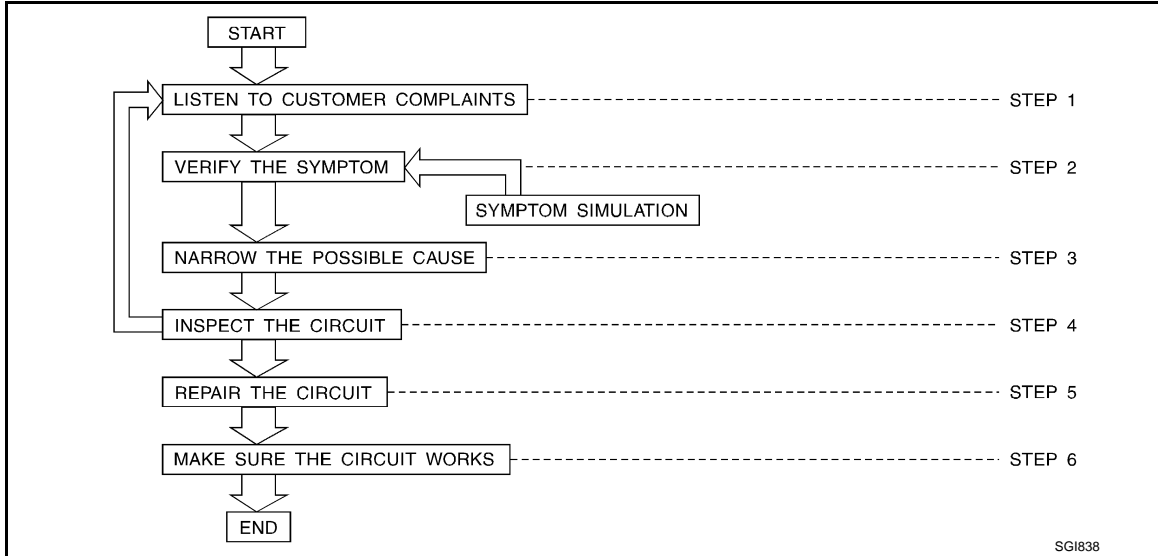 START
LISTEN TO CUSTOMER COMPLAINTS
STEP 1
VERIFY THE SYMPTOM
STEP 2
SYMPTOM SIMULATION
NARROW THE POSSIBLE CAUSE
STEP 3
INSPECT THE CIRCUIT
STEP 4
REPAIR THE CIRCUIT
STEP 5
MAKE SURE THE CIRCUIT WORKS
STEP 6
END
SGI838